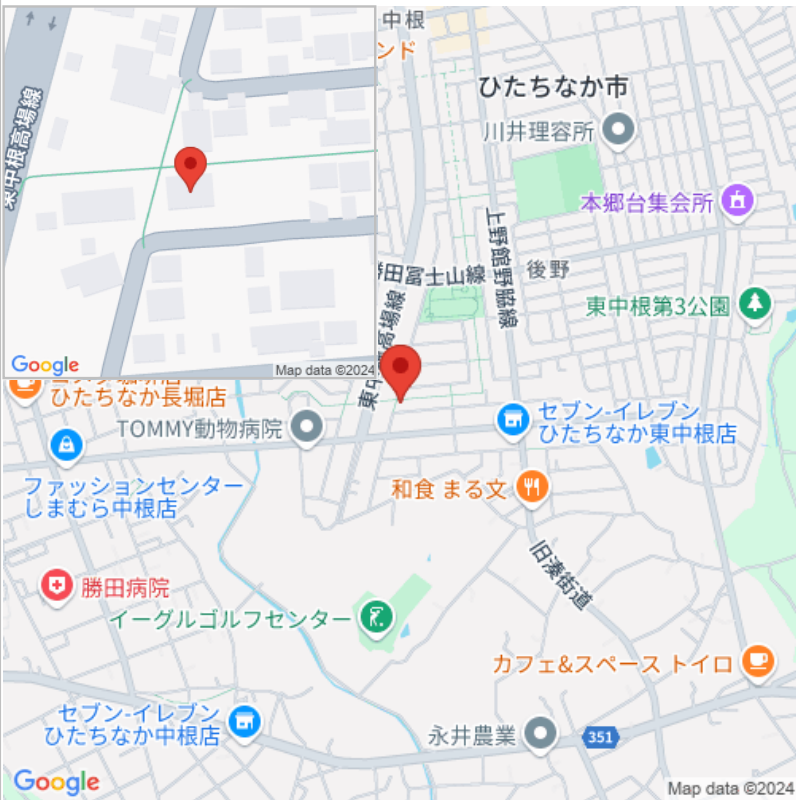 東中根高場線
Google
Map data ©2024
中根
ンド
ひたちなか市
川井理容所
本郷台集会所
上野館野脇線
後野
勝田富士山線
東中根第3公園
ひたちなか長堀店
TOMMY動物病院
セブン-イレブン
ひたちなか東中根店
ファッションセンター
しまむら中根店
和食 まる文
旧湊街道
勝田病院
イーグルゴルフセンター
カフェ&スペース トイロ
セブン-イレブン
ひたちなか中根店
永井農業
351
Google
Map data ©2024